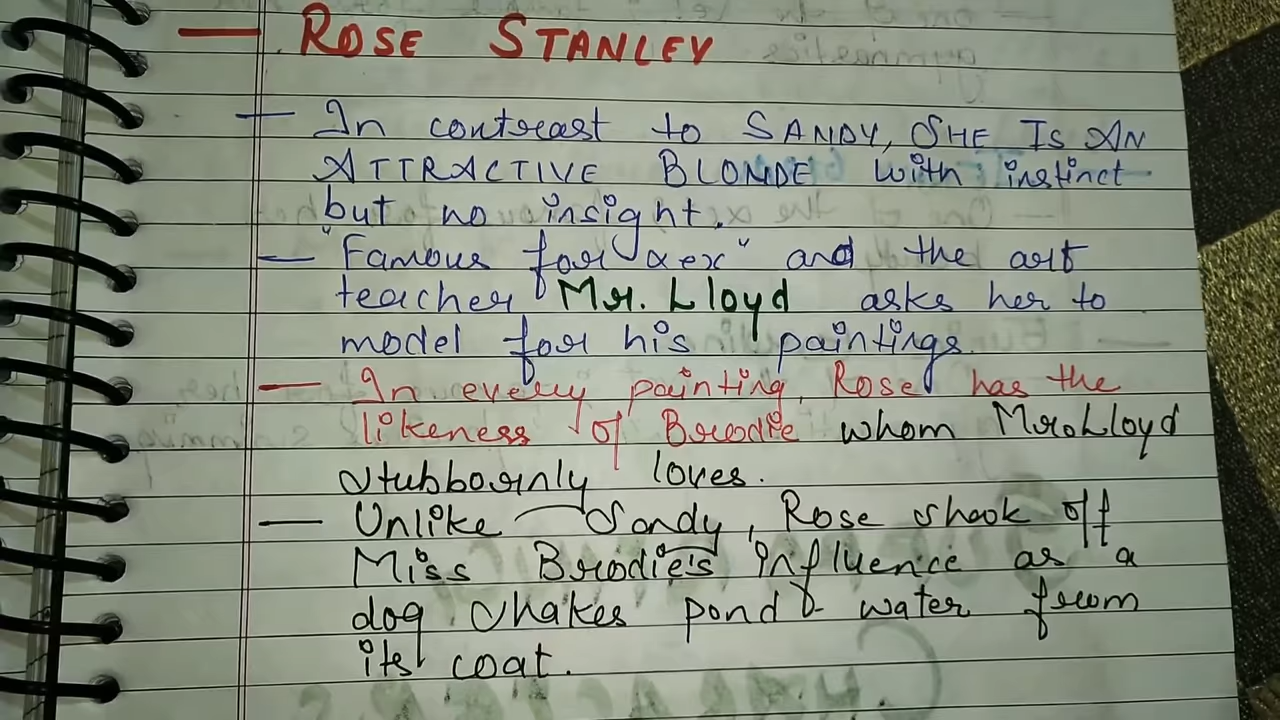 — ROSE STANLEY
— In contrast to SANDY, SHE IS AN
ATTRACTIVE BLONDE with instinct
but no insight.
— "Famous for sex" and the art
teacher Mr. Lloyd asks her to
model for his paintings.
— In every painting, Rose has the
likeness of Brodie whom Mr. Lloyd
stubbornly loves.
— Unlike Sandy, Rose shook off
Miss Brodie's influence as a
dog shakes pond water from
its coat.